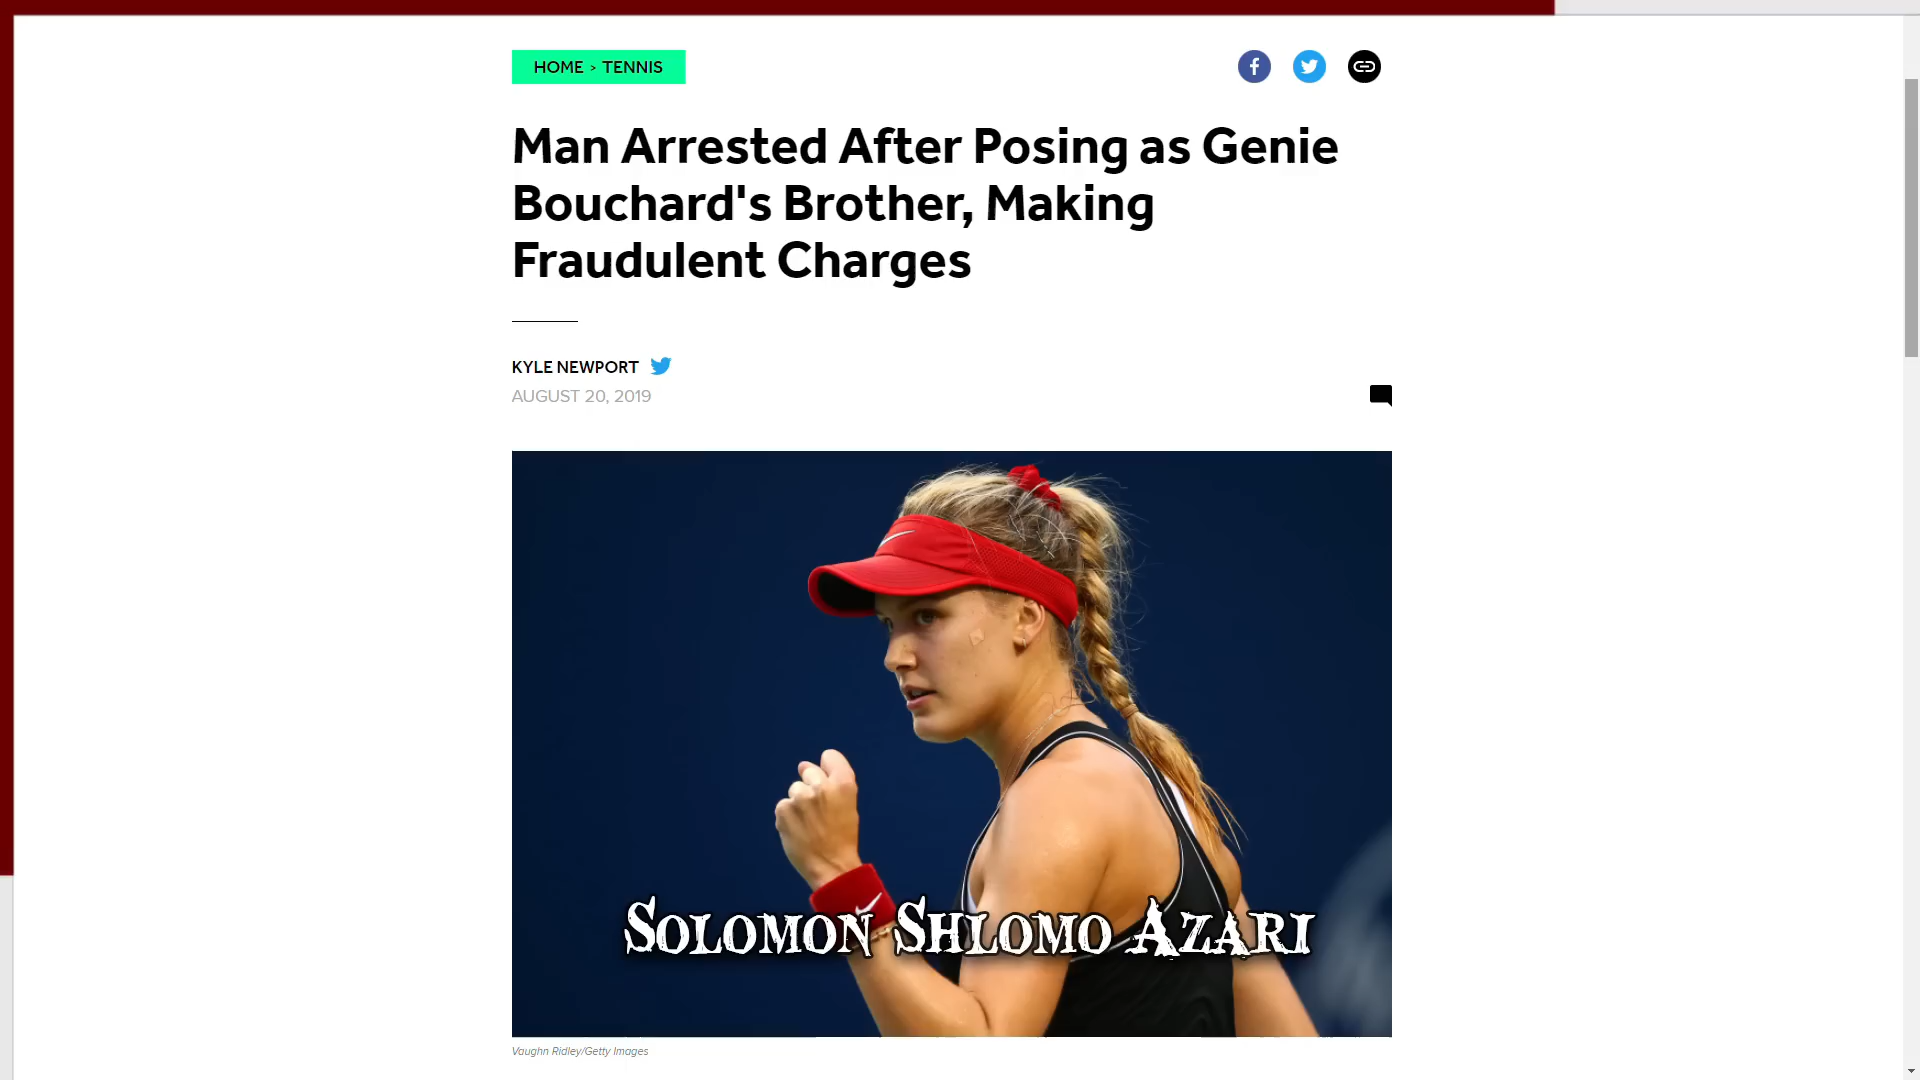 HOME > TENNIS
Man Arrested After Posing as Genie
Bouchard's Brother, Making
Fraudulent Charges
KYLE NEWPORT
AUGUST 20, 2019
SOLOMON SHLOMO AZARI
Vaughn Ridley/Getty Images